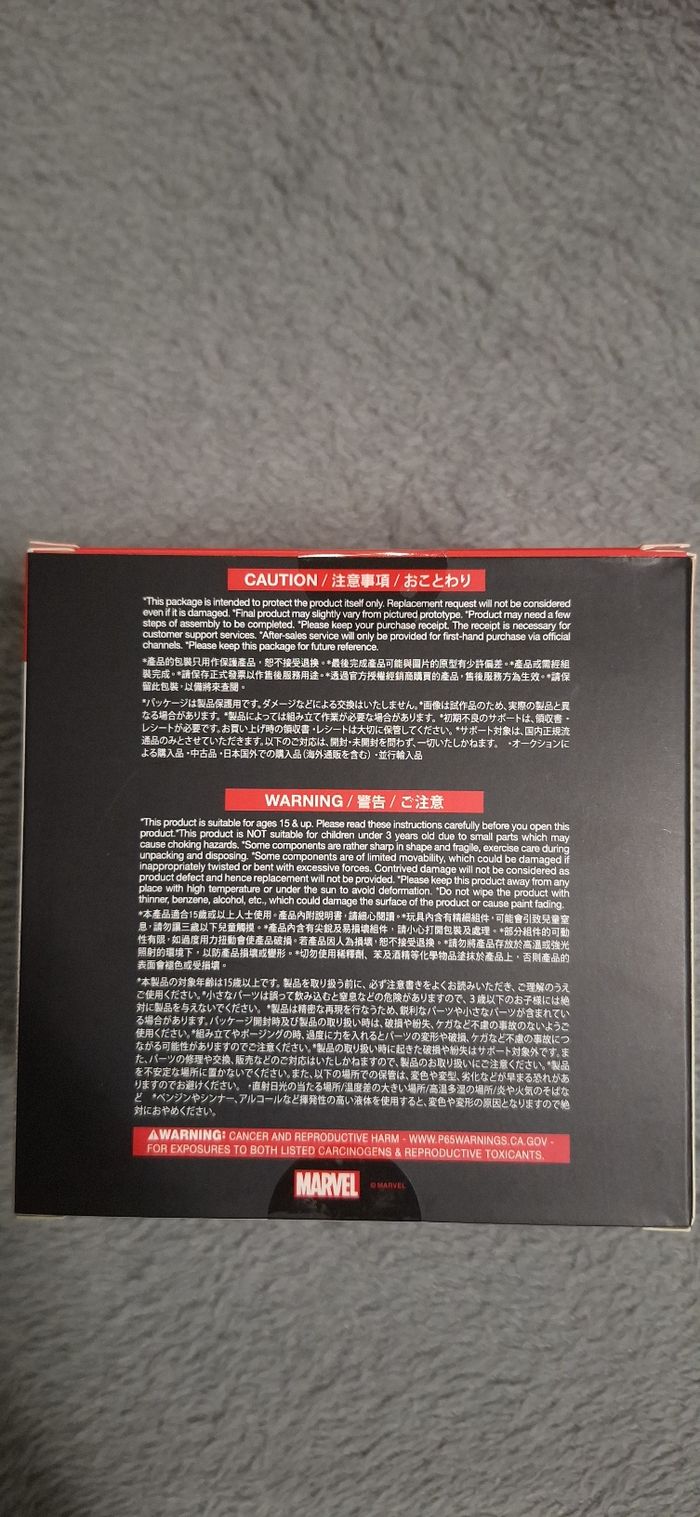 CAUTION / 注意事項 / おことわり
*This package is intended to protect the product itself only. Replacement request will not be considered
even if it is damaged. *Final product may slightly vary from pictured prototype. *Product may need a few
steps of assembly to be completed. *Please keep your purchase receipt. The receipt is necessary for
customer support services. *After-sales service will only be provided for first-hand purchase via official
channels. *Please keep this package for future reference.
*產品的包裝只用作保護產品，恕不接受退換。*最後完成產品可能與圖片的原型有少許偏差。*產品或需經組
裝完成。*請保存正式發票以作售後服務用途。*透過官方授權經銷商購買的產品，售後服務方為生效。*請保
留此包裝，以備將來查閱。
*パッケージは製品保護用です。ダメージなどによる交換はいたしません。*画像は試作品のため、実際の製品と異
なる場合があります。*製品によっては組み立て作業が必要な場合があります。*初期不良のサポートは、領収書・
レシートが必要です。お買い上げ時の領収書・レシートは大切に保管してください。*サポート対象は、国内正規流
通品のみとさせていただきます。以下のご対応は、開封・未開封を問わず、一切いたしかねます。 ・オークションに
よる購入品・中古品・日本国外での購入品（海外通販を含む）・並行輸入品
WARNING / 警告 / ご注意
*This product is suitable for ages 15 & up. Please read these instructions carefully before you open this
product.*This product is NOT suitable for children under 3 years old due to small parts which may
cause choking hazards. *Some components are rather sharp in shape and fragile, exercise care during
unpacking and disposing. *Some components are of limited movability, which could be damaged if
inappropriately twisted or bent with excessive forces. Contrived damage will not be considered as
product defect and hence replacement will not be provided. *Please keep this product away from any
place with high temperature or under the sun to avoid deformation. *Do not wipe the product with
thinner, benzene, alcohol, etc., which could damage the surface of the product or cause paint fading.
*本產品適合15歲或以上人士使用。產品內附說明書，請細心閱讀。*玩具內含有精細組件，可能會引致兒童窒
息，請勿讓三歲以下兒童觸摸。*產品內含有尖銳及易損壞組件，請小心打開包裝及處理。*部分組件的可動
性有限，如過度用力扭動會使產品破損。若產品因人為損壞，恕不接受退換。*請勿將產品存放於高溫或強光
照射的環境下，以防產品損壞或變形。*切勿使用稀釋劑、苯及酒精等化學物品塗抹於產品上，否則產品的
表面會褪色或受損壞。
*本製品の対象年齢は15歳以上です。製品を取り扱う前に、必ず注意書きをよくお読みいただき、ご理解のうえ
ご使用ください。*小さなパーツは誤って飲み込むと窒息などの危険がありますので、3歳以下のお子様には絶
対に製品を与えないでください。 *製品は精密な再現を行なうため、鋭利なパーツや小さなパーツが含まれてい
る場合があります。パッケージ開封時及び製品の取り扱い時は、破損や紛失、ケガなど不慮の事故のないようご
使用ください。*組み立てやポージングの時、過度に力を入れるとパーツの変形や破損、ケガなど不慮の事故につ
ながる可能性がありますのでご注意ください。*製品の取り扱い時に起きた破損や紛失はサポート対象外です。ま
た、パーツの修理や交換、販売などのご対応はいたしかねますので、製品のお取り扱いにご注意ください。*製品
を不安定な場所に置かないでください。また、以下の場所での保管は、変色や変型、劣化などが早まる恐れがあ
りますのでお避けください。 ・直射日光の当たる場所/温度差の大きい場所/高温多湿の場所/炎や火気のそばな
ど *ベンジンやシンナー、アルコールなど揮発性の高い液体を使用すると、変色や変形の原因となりますので絶
対におやめください。
⚠WARNING: CANCER AND REPRODUCTIVE HARM - WWW.P65WARNINGS.CA.GOV -
FOR EXPOSURES TO BOTH LISTED CARCINOGENS & REPRODUCTIVE TOXICANTS.
MARVEL © MARVEL